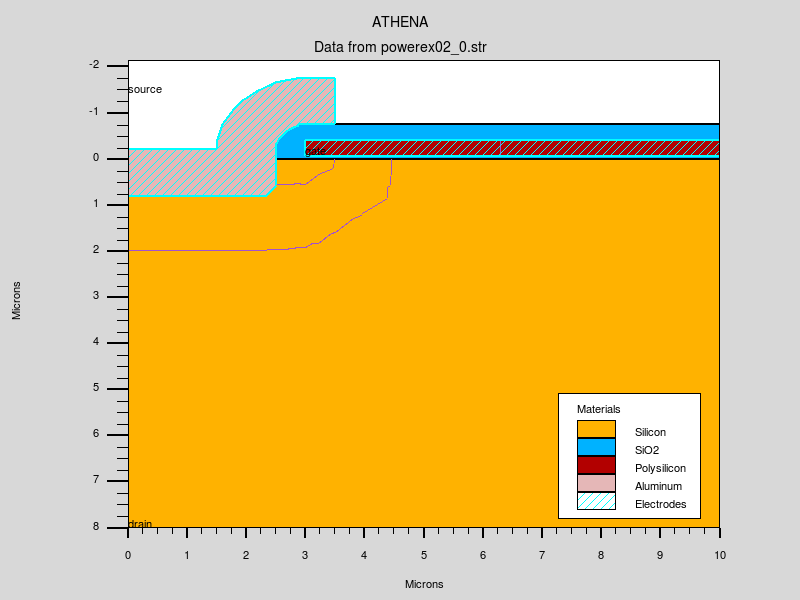 ATHENA
Data from powerex02_0.str
-2
source
-1
0
gate
1
2
3
4
5
6
7
8
drain
Microns
Materials
Silicon
SiO2
Polysilicon
Aluminum
Electrodes
0 1 2 3 4 5 6 7 8 9 10
Microns